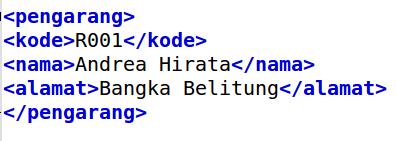 <pengarang>
<kode>R001</kode>
<nama>Andrea Hirata</nama>
<alamat>Bangka Belitung</alamat>
</pengarang>